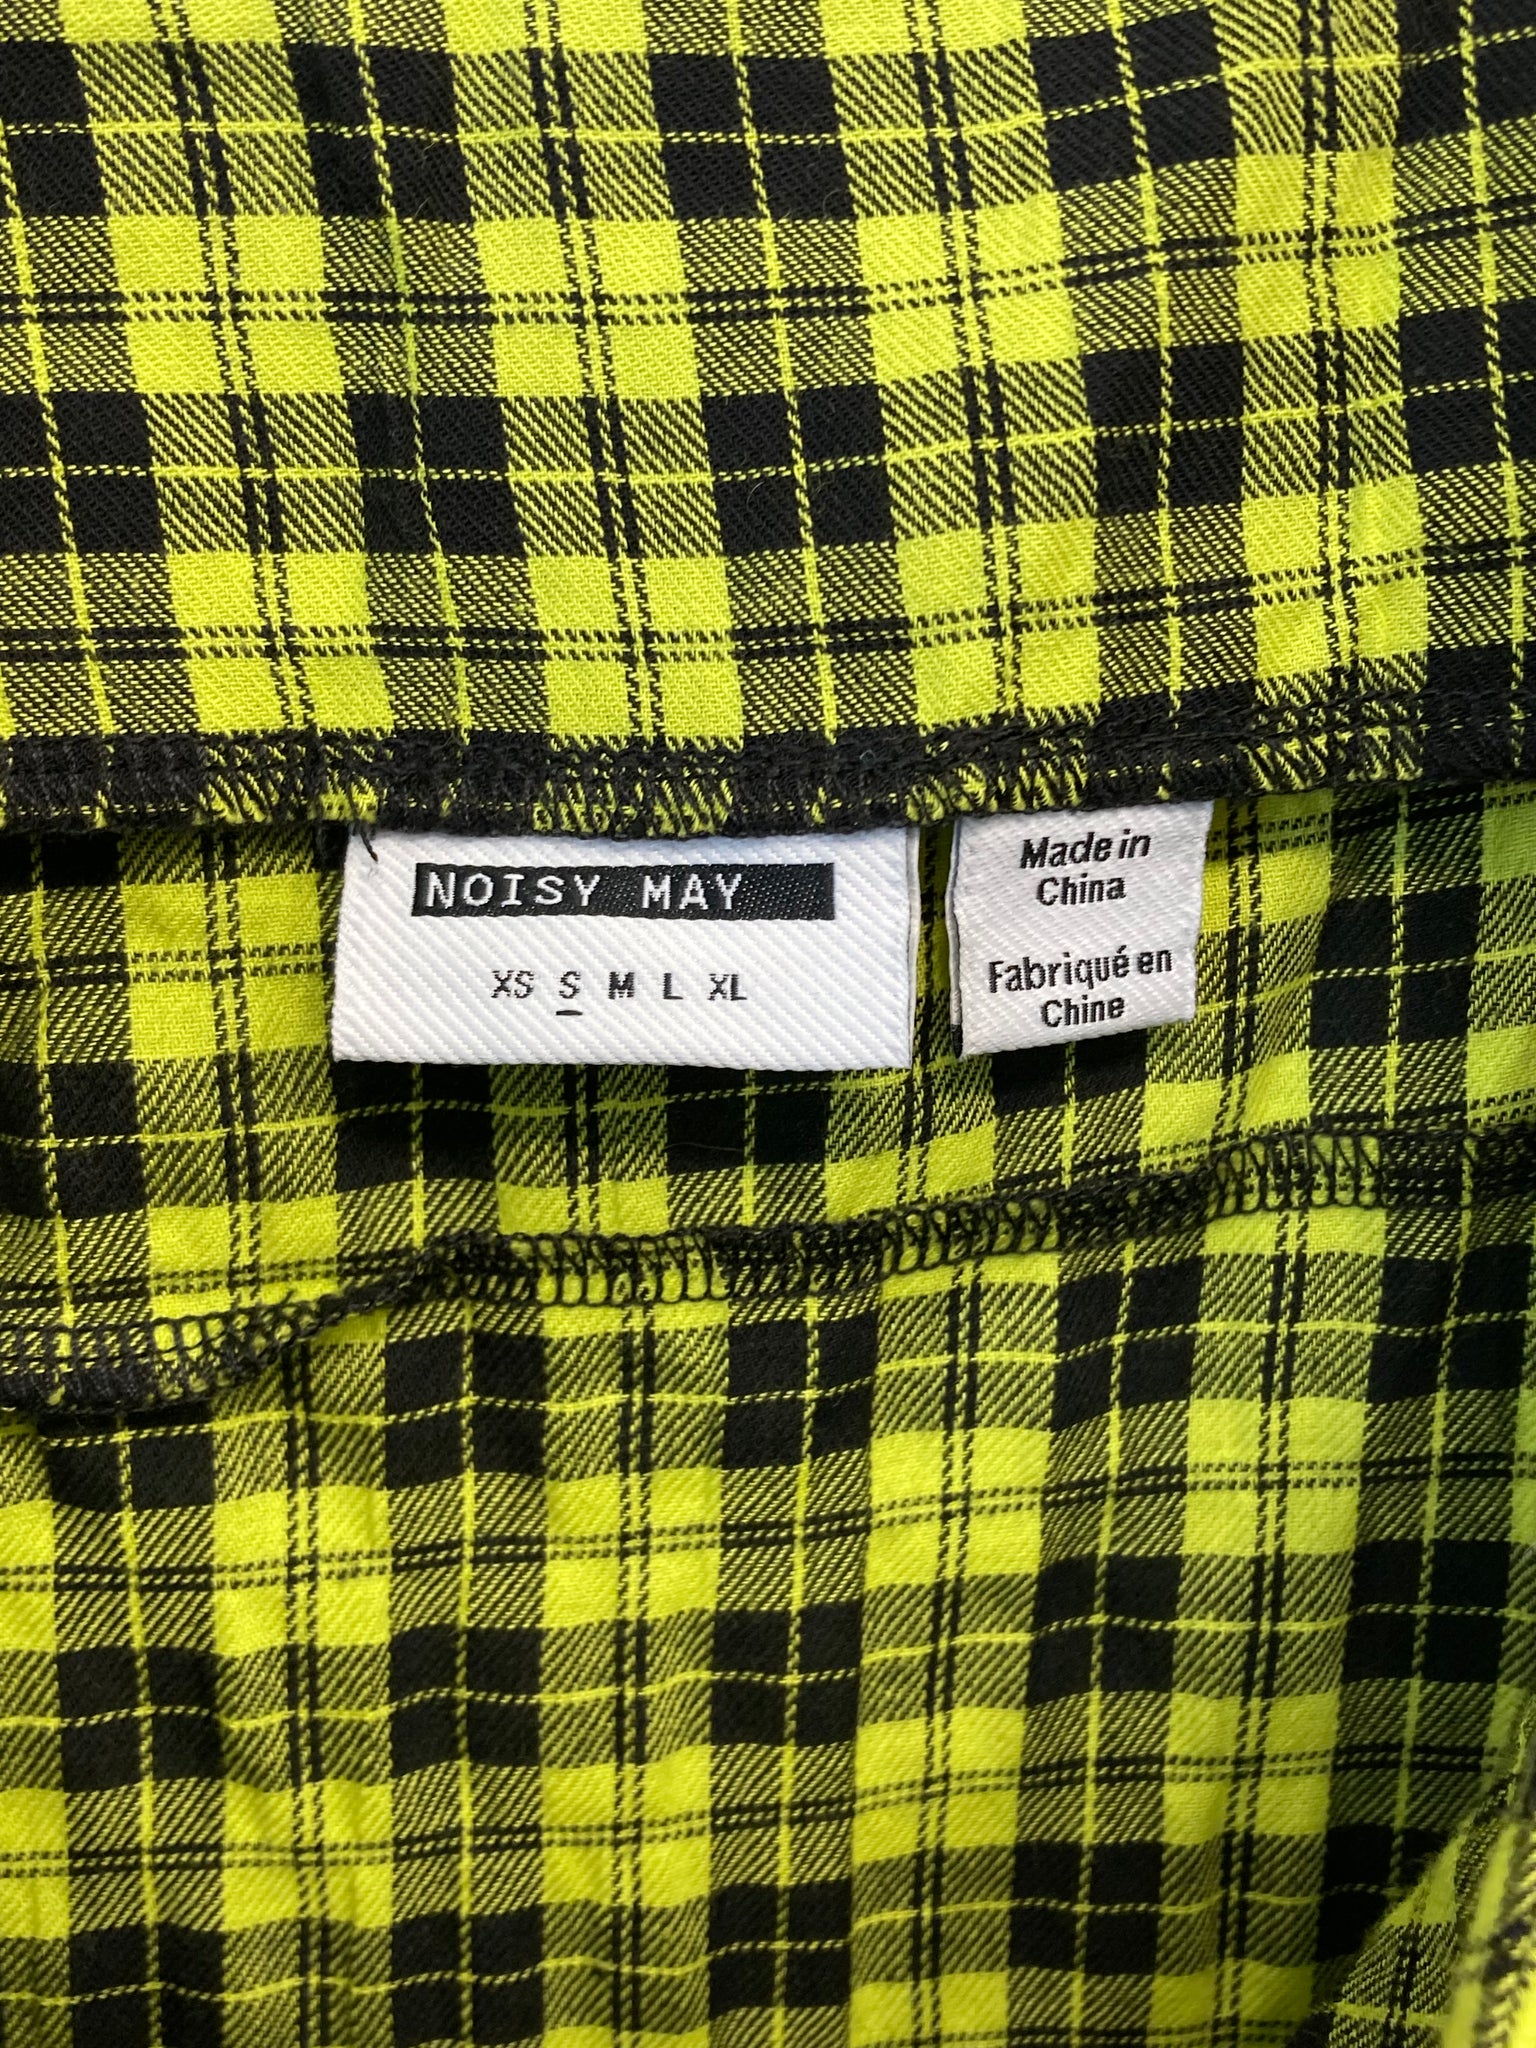 NOISY MAY
XS S M L XL
Made in
China
Fabriqué en
Chine